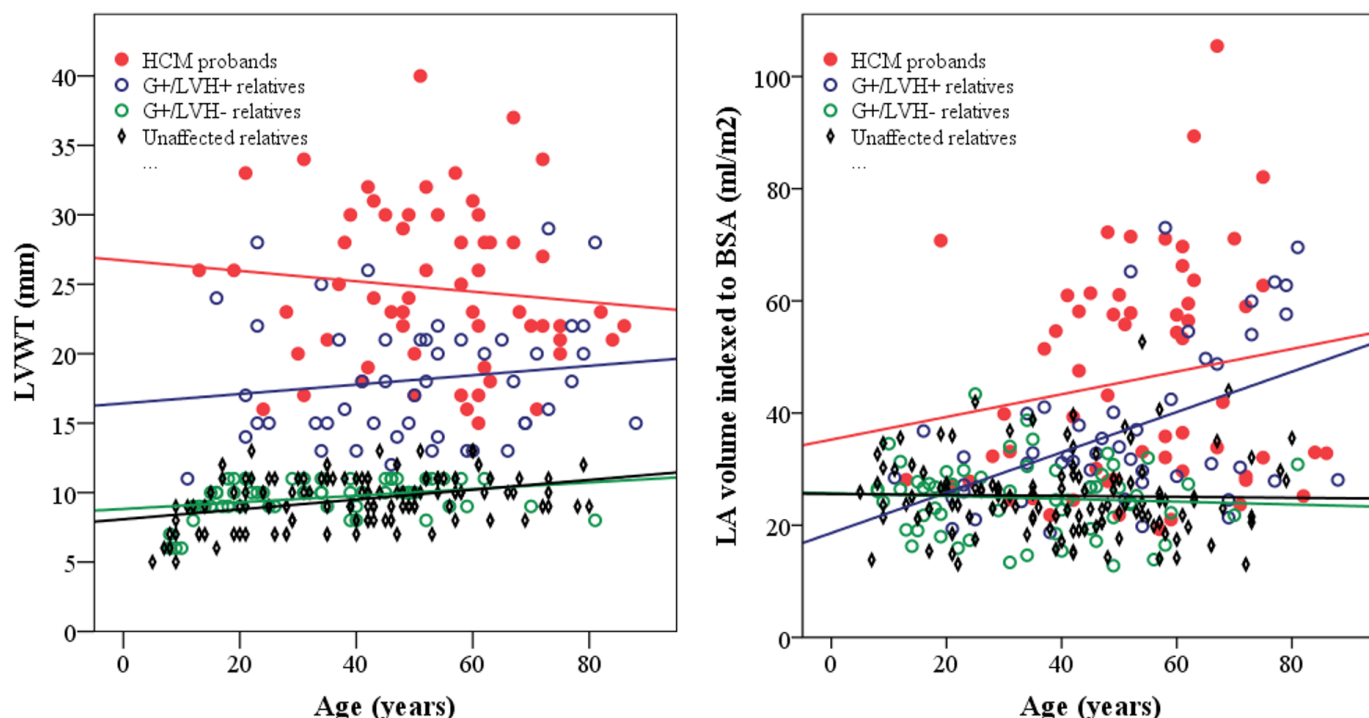 HCM probands
G+/LVH+ relatives
G+/LVH- relatives
Unaffected relatives
...
40
35
30
25
20
15
10
5
0
LVWT (mm)
0 20 40 60 80
Age (years)
HCM probands
G+/LVH+ relatives
G+/LVH- relatives
Unaffected relatives
...
100
80
60
40
20
0
LA volume indexed to BSA (ml/m2)
0 20 40 60 80
Age (years)